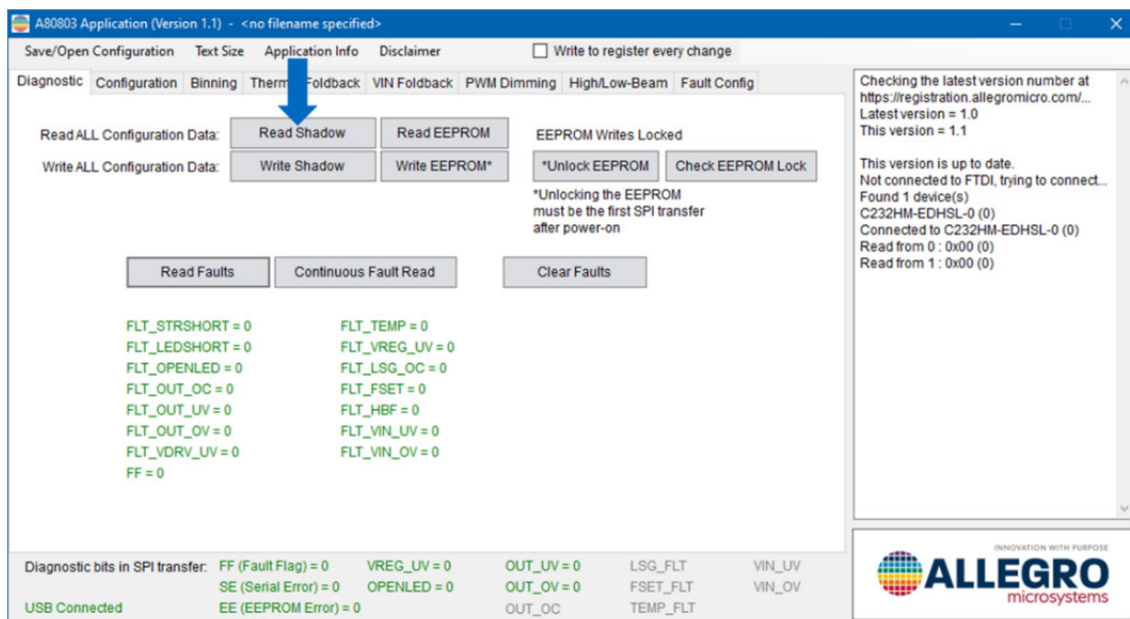 A80803 Application (Version 1.1) - <no filename specified>
Save/Open Configuration Text Size Application Info Disclaimer Write to register every change
Diagnostic Configuration Binning Therm Foldback VIN Foldback PWM Dimming High/Low-Beam Fault Config
Read ALL Configuration Data: Read Shadow Read EEPROM EEPROM Writes Locked
Write ALL Configuration Data: Write Shadow Write EEPROM* *Unlock EEPROM Check EEPROM Lock
*Unlocking the EEPROM
must be the first SPI transfer
after power-on
Read Faults Continuous Fault Read Clear Faults
FLT_STRSHORT = 0 FLT_TEMP = 0
FLT_LEDSHORT = 0 FLT_VREG_UV = 0
FLT_OPENLED = 0 FLT_LSG_OC = 0
FLT_OUT_OC = 0 FLT_FSET = 0
FLT_OUT_UV = 0 FLT_HBF = 0
FLT_OUT_OV = 0 FLT_VIN_UV = 0
FLT_VDRV_UV = 0 FLT_VIN_OV = 0
FF = 0
Checking the latest version number at
https://registration.allegromicro.com/...
Latest version = 1.0
This version = 1.1
This version is up to date.
Not connected to FTDI, trying to connect...
Found 1 device(s)
C232HM-EDHSL-0 (0)
Connected to C232HM-EDHSL-0 (0)
Read from 0 : 0x00 (0)
Read from 1 : 0x00 (0)
Diagnostic bits in SPI transfer: FF (Fault Flag) = 0 VREG_UV = 0 OUT_UV = 0 LSG_FLT VIN_UV
SE (Serial Error) = 0 OPENLED = 0 OUT_OV = 0 FSET_FLT VIN_OV
USB Connected EE (EEPROM Error) = 0 OUT_OC TEMP_FLT
INNOVATION WITH PURPOSE
ALLEGRO
microsystems